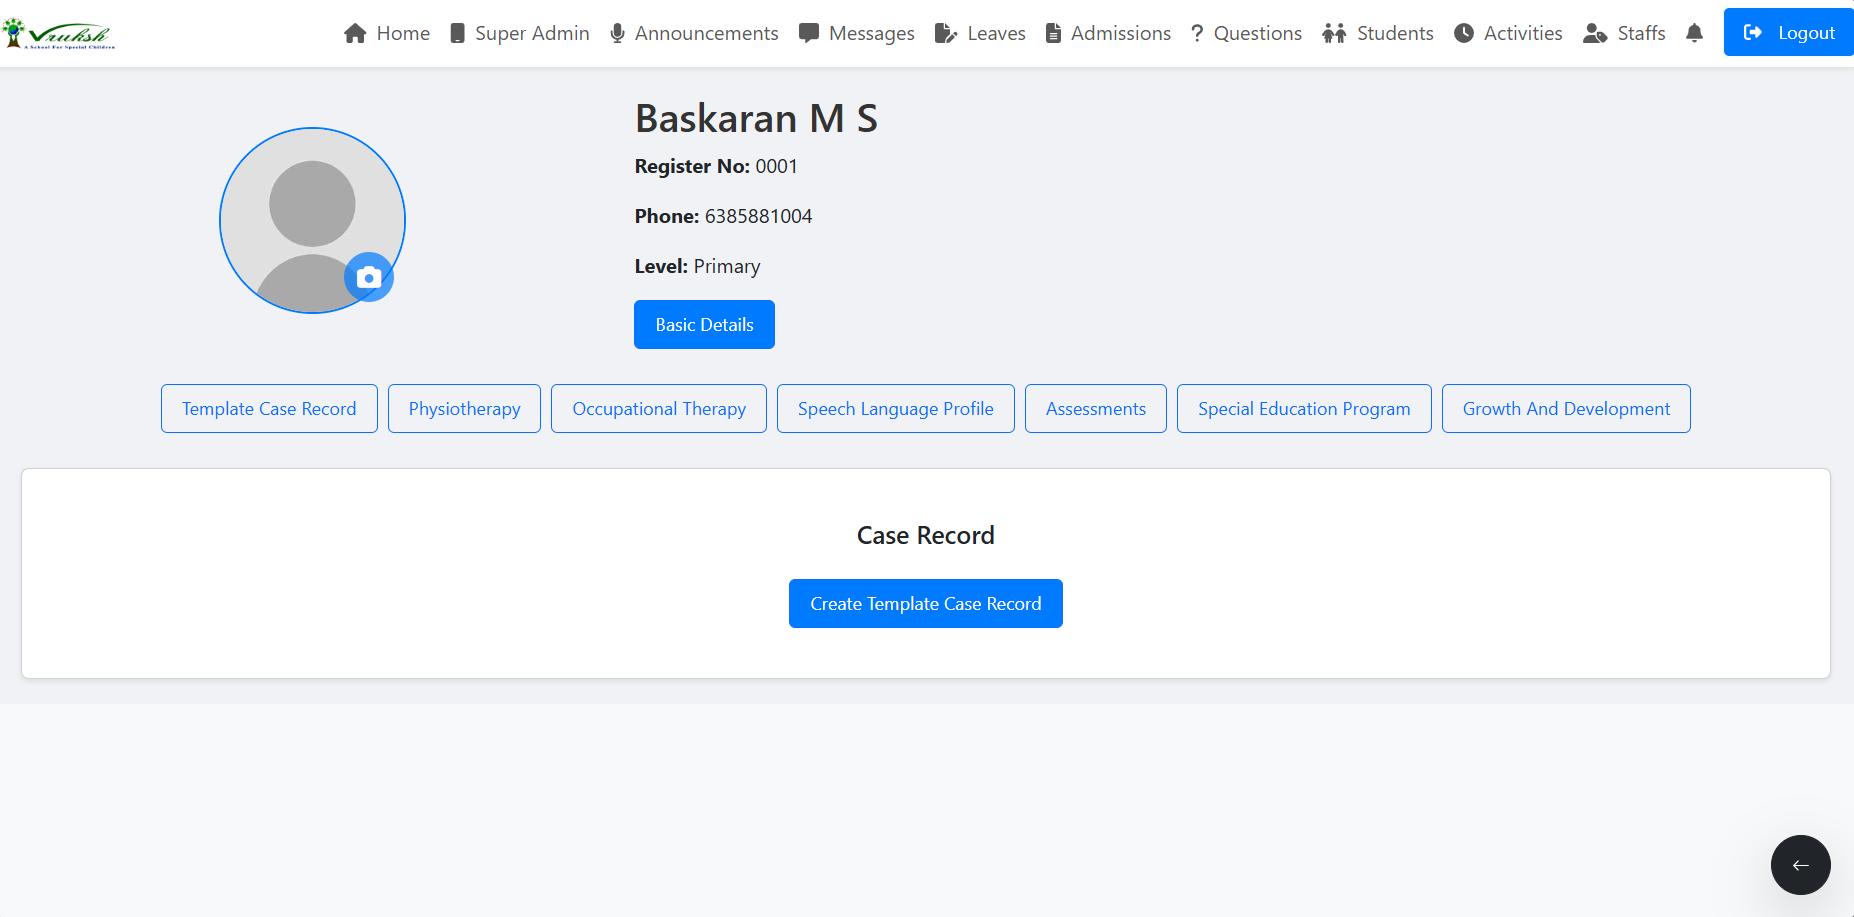 Vruksh
A School For Special Children
Home Super Admin Announcements Messages Leaves Admissions ? Questions Students Activities Staffs Logout
Baskaran M S
Register No: 0001
Phone: 6385881004
Level: Primary
Basic Details
Template Case Record Physiotherapy Occupational Therapy Speech Language Profile Assessments Special Education Program Growth And Development
Case Record
Create Template Case Record